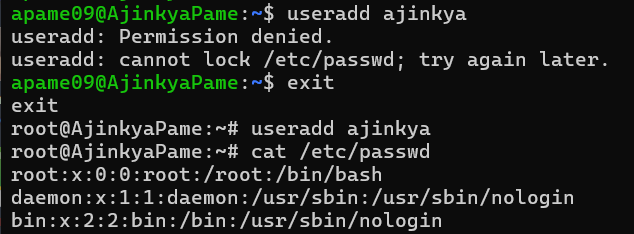 apame09@AjinkyaPame:~$ useradd ajinkya
useradd: Permission denied.
useradd: cannot lock /etc/passwd; try again later.
apame09@AjinkyaPame:~$ exit
exit
root@AjinkyaPame:~# useradd ajinkya
root@AjinkyaPame:~# cat /etc/passwd
root:x:0:0:root:/root:/bin/bash
daemon:x:1:1:daemon:/usr/sbin:/usr/sbin/nologin
bin:x:2:2:bin:/bin:/usr/sbin/nologin